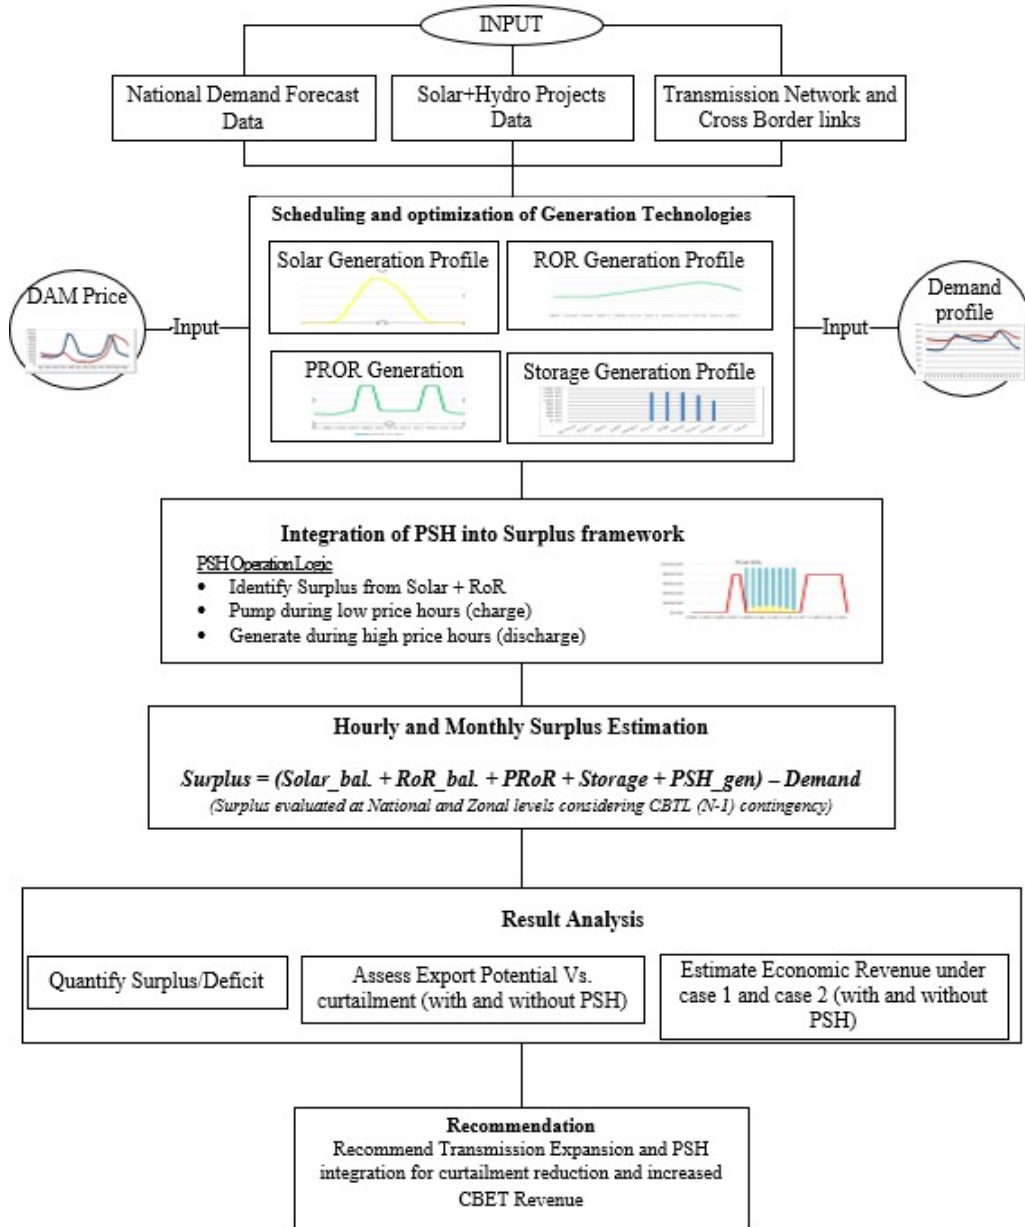 INPUT
National Demand Forecast
Data
Solar+Hydro Projects
Data
Transmission Network and
Cross Border links
Scheduling and optimization of Generation Technologies
Solar Generation Profile
ROR Generation Profile
DAM Price
Input
Input
Demand
profile
PROR Generation
Storage Generation Profile
Integration of PSH into Surplus framework
PSH Operation Logic
• Identify Surplus from Solar + RoR
• Pump during low price hours (charge)
• Generate during high price hours (discharge)
Hourly and Monthly Surplus Estimation
Surplus = (Solar_bal. + RoR_bal. + PRoR + Storage + PSH_gen) – Demand
(Surplus evaluated at National and Zonal levels considering CBTL (N-1) contingency)
Result Analysis
Quantify Surplus/Deficit
Assess Export Potential Vs.
curtailment (with and without PSH)
Estimate Economic Revenue under
case 1 and case 2 (with and without
PSH)
Recommendation
Recommend Transmission Expansion and PSH
integration for curtailment reduction and increased
CBET Revenue